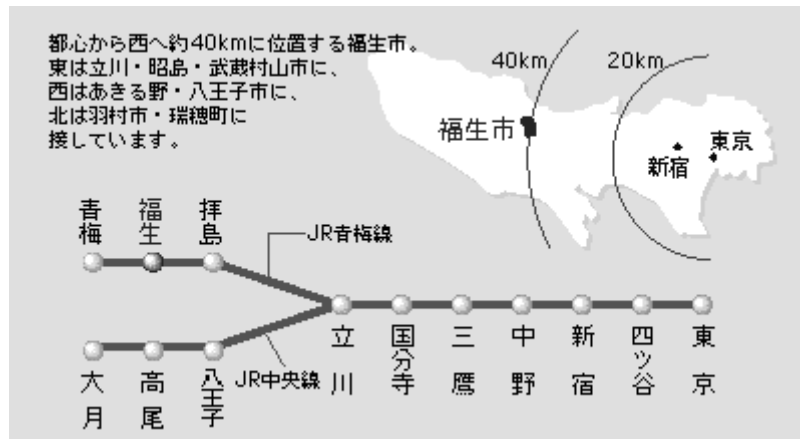 都心から西へ約40kmに位置する福生市。
東は立川・昭島・武蔵村山市に、
西はあきる野・八王子市に、
北は羽村市・瑞穂町に
接しています。
40km
20km
福生市
新宿
東京
青梅
福生
拝島
JR青梅線
立川
国分寺
三鷹
中野
新宿
四ツ谷
東京
大月
高尾
八王子
JR中央線